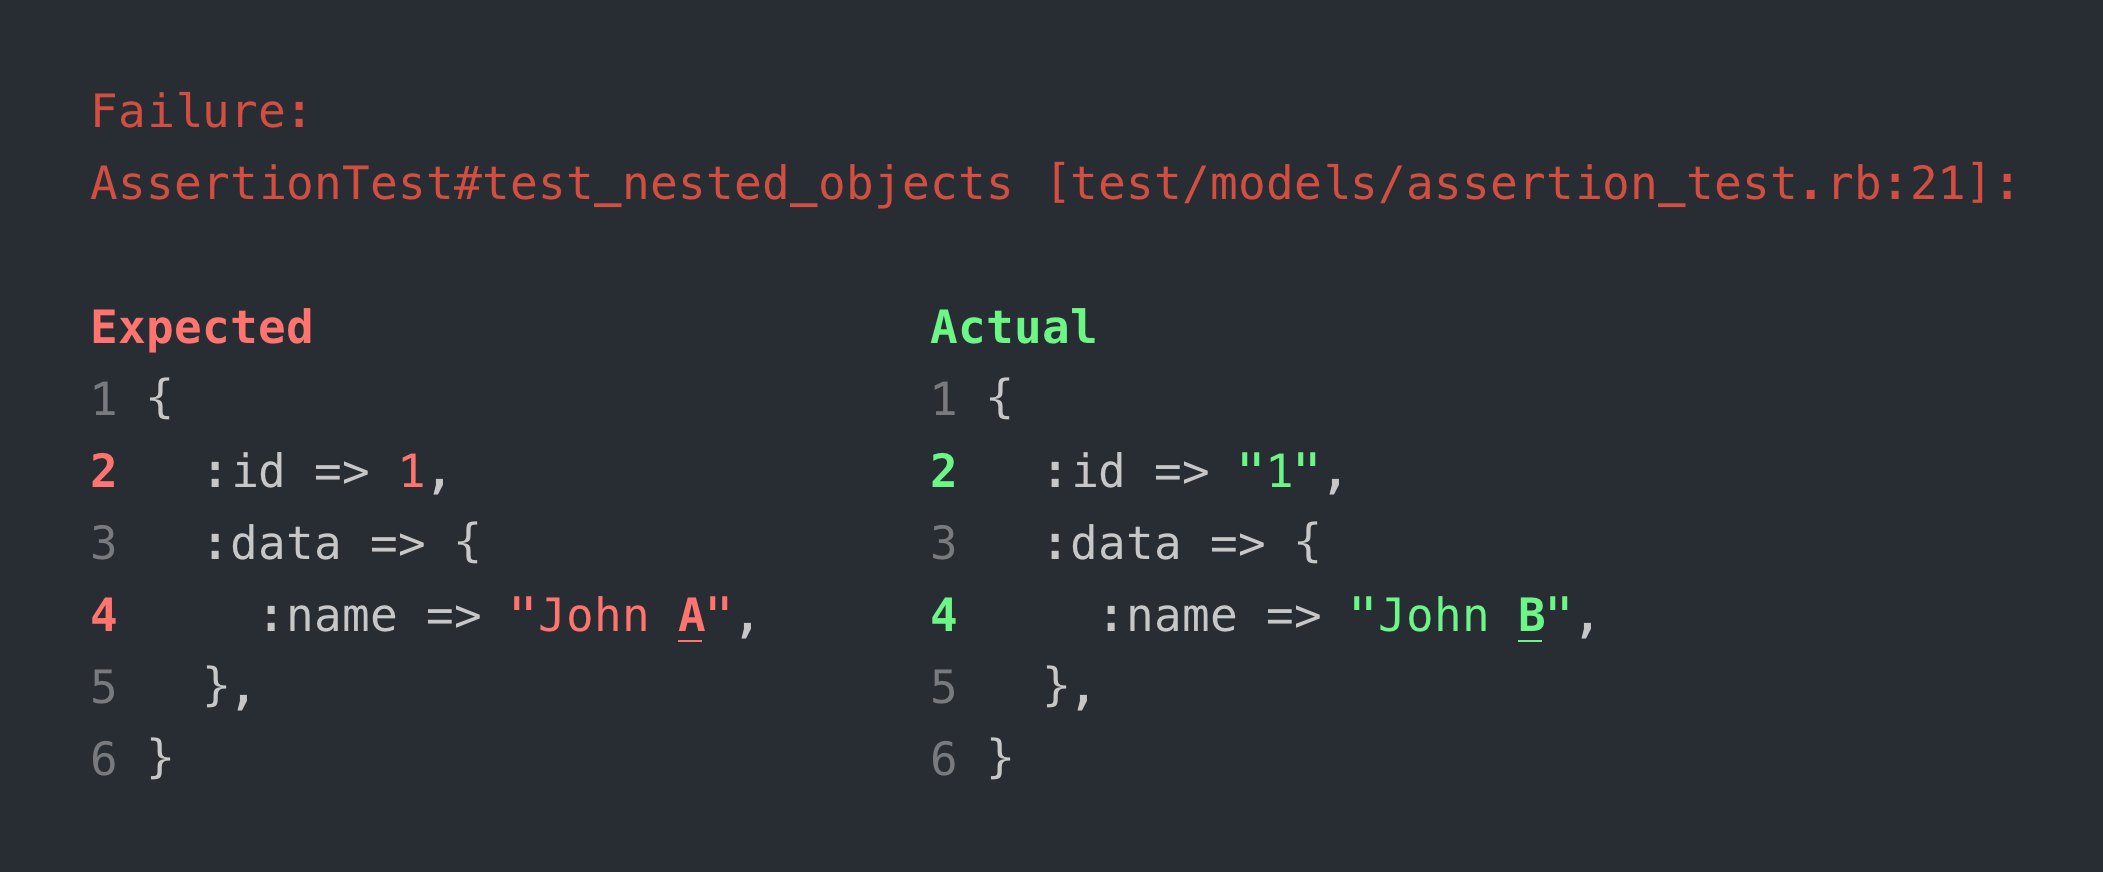 Failure:
AssertionTest#test_nested_objects [test/models/assertion_test.rb:21]:
Expected Actual
1 { 1 {
2   :id => 1, 2   :id => "1",
3   :data => { 3   :data => {
4     :name => "John A", 4     :name => "John B",
5   }, 5   },
6 } 6 }